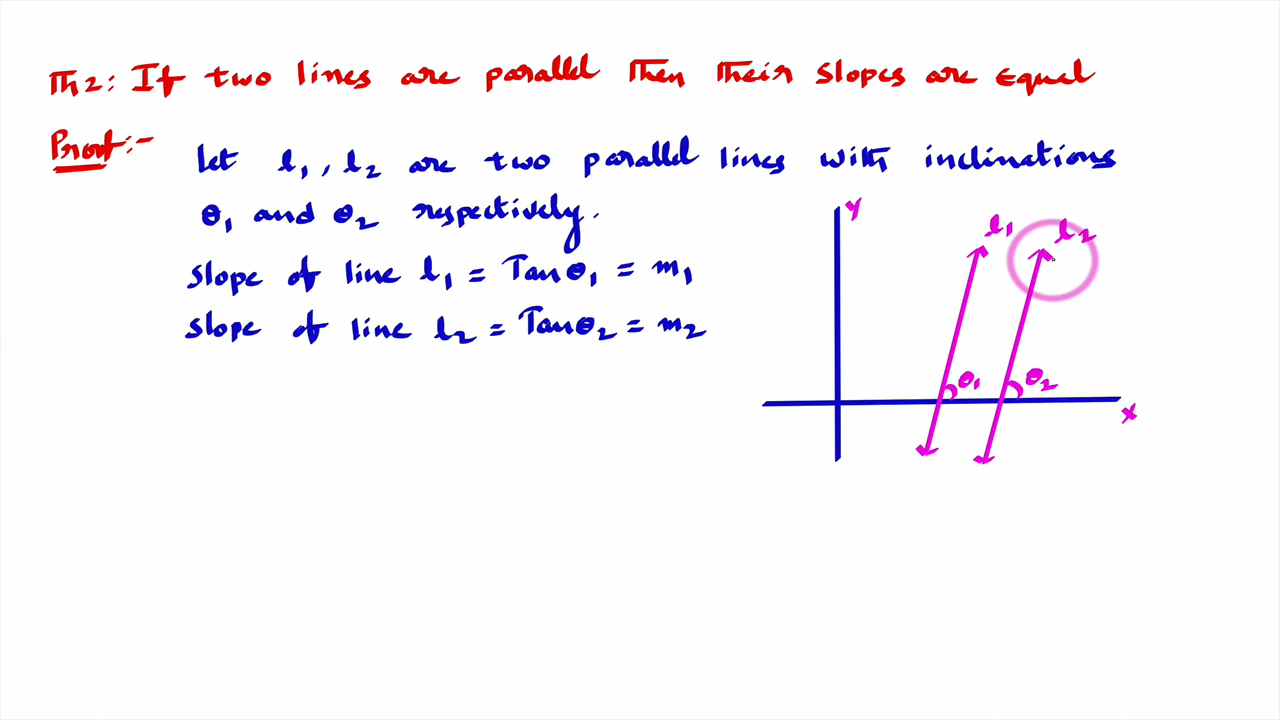 Th2: If two lines are parallel Then Their slopes are Equal
Proof:-
Let l1, l2 are two parallel lines with inclinations
θ1 and θ2 respectively.
slope of line l1 = Tanθ1 = m1
slope of line l2 = Tanθ2 = m2
Y
l1
l2
θ1
θ2
X